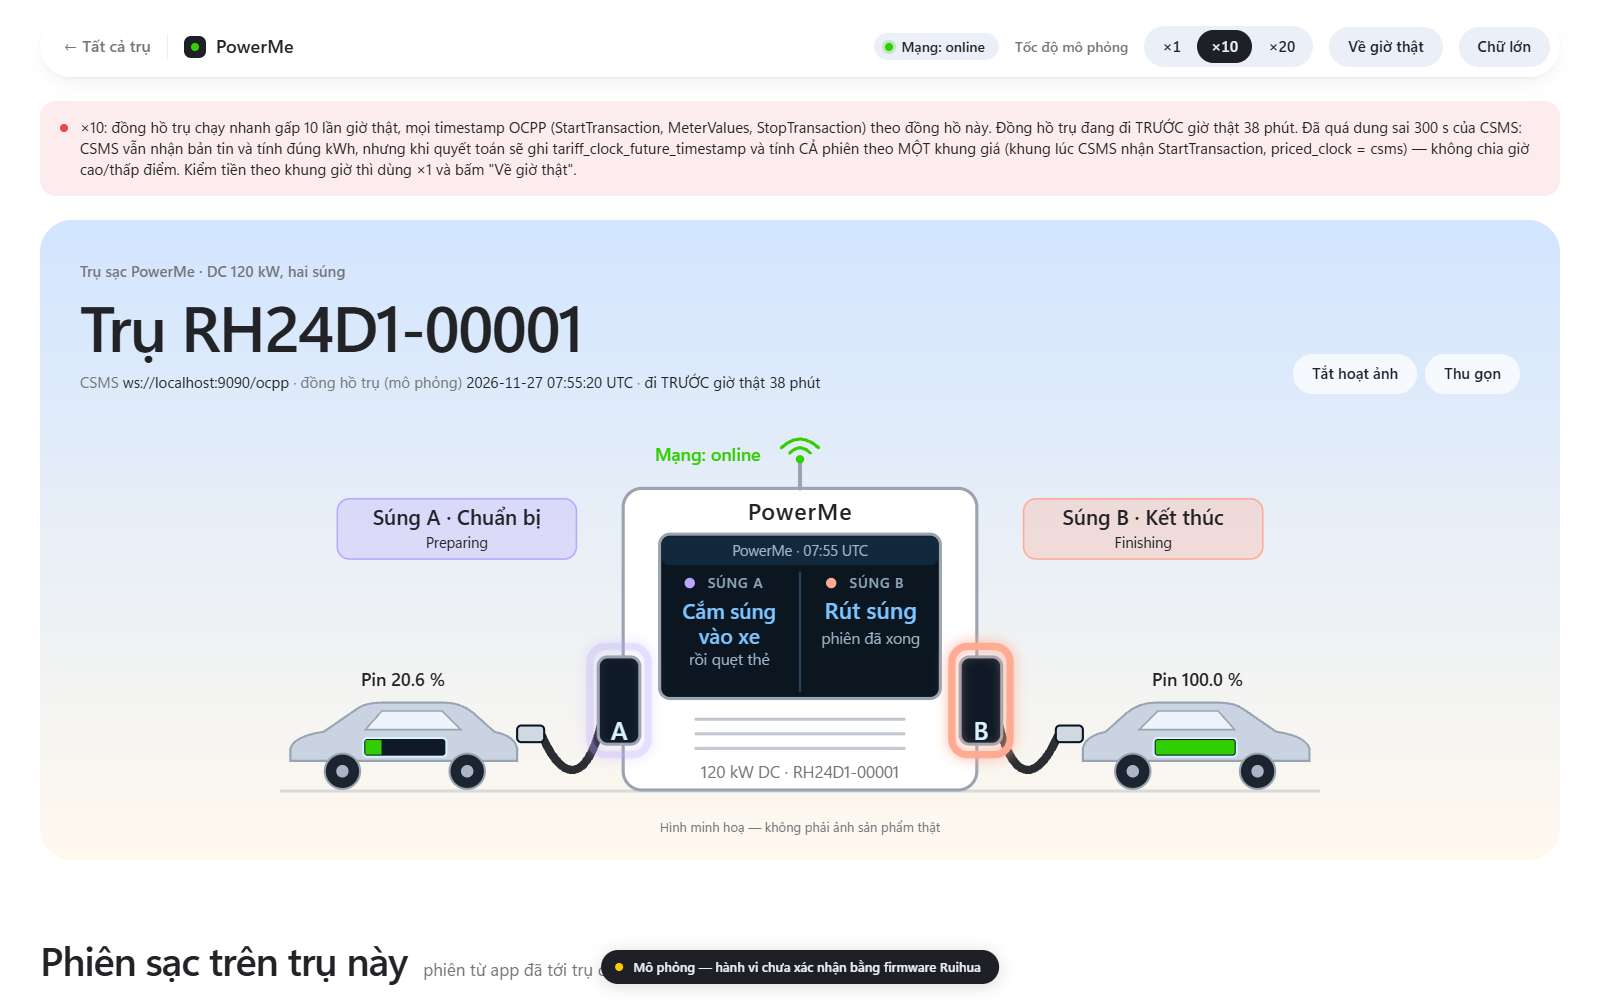 ← Tất cả trụ
PowerMe
Mạng: online
Tốc độ mô phỏng
×1
×10
×20
Về giờ thật
Chữ lớn
×10: đồng hồ trụ chạy nhanh gấp 10 lần giờ thật, mọi timestamp OCPP (StartTransaction, MeterValues, StopTransaction) theo đồng hồ này. Đồng hồ trụ đang đi TRƯỚC giờ thật 38 phút. Đã quá dung sai 300 s của CSMS:
CSMS vẫn nhận bản tin và tính đúng kWh, nhưng khi quyết toán sẽ ghi tariff_clock_future_timestamp và tính CẢ phiên theo MỘT khung giá (khung lúc CSMS nhận StartTransaction, priced_clock = csms) — không chia giờ
cao/thấp điểm. Kiểm tiền theo khung giờ thì dùng ×1 và bấm "Về giờ thật".
Trụ sạc PowerMe · DC 120 kW, hai súng
Trụ RH24D1-00001
CSMS ws://localhost:9090/ocpp · đồng hồ trụ (mô phỏng) 2026-11-27 07:55:20 UTC · đi TRƯỚC giờ thật 38 phút
Tắt hoạt ảnh
Thu gọn
Mạng: online
Súng A · Chuẩn bị
Preparing
PowerMe
Súng B · Kết thúc
Finishing
PowerMe · 07:55 UTC
SÚNG A
Cắm súng
vào xe
rồi quẹt thẻ
SÚNG B
Rút súng
phiên đã xong
Pin 20.6 %
Pin 100.0 %
A
B
120 kW DC · RH24D1-00001
Hình minh hoạ — không phải ảnh sản phẩm thật
Phiên sạc trên trụ này
phiên từ app đã tới trụ
Mô phỏng — hành vi chưa xác nhận bằng firmware Ruihua